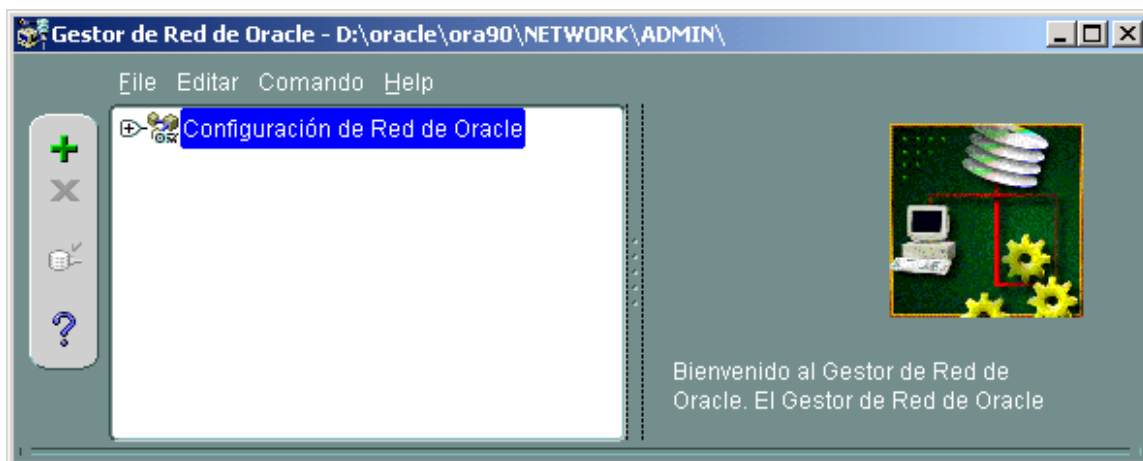 Gestor de Red de Oracle - D:\oracle\ora90\NETWORK\ADMIN\
File Editar Comando Help
Configuración de Red de Oracle
Bienvenido al Gestor de Red de
Oracle. El Gestor de Red de Oracle